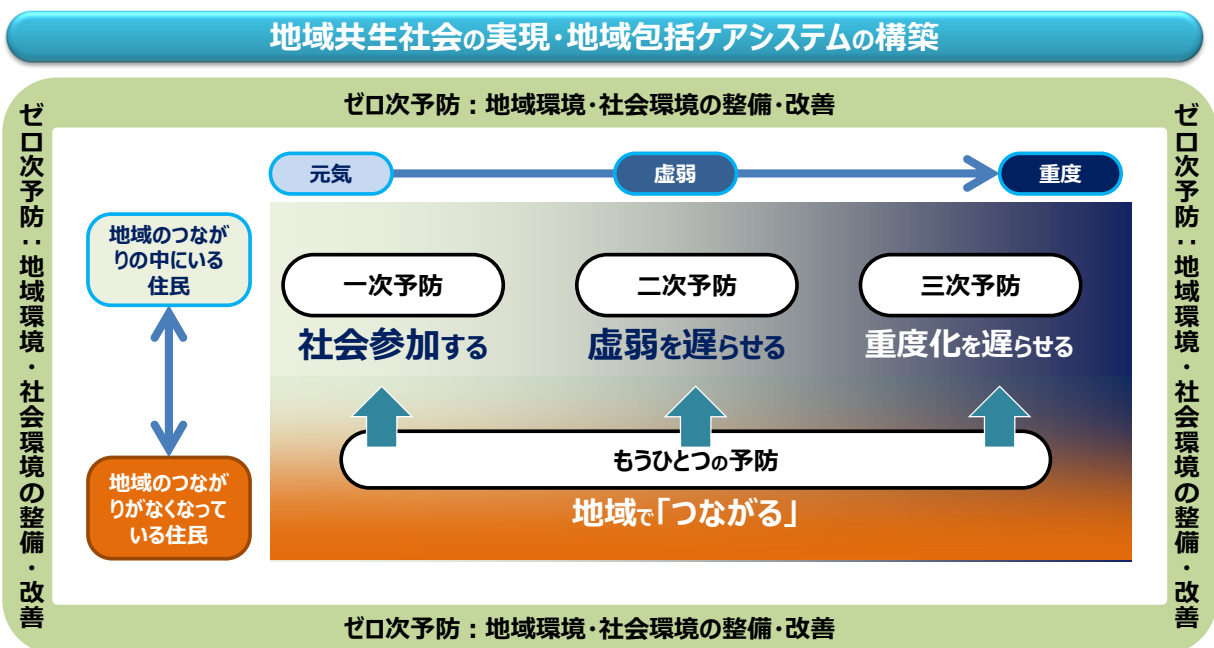 地域共生社会の実現・地域包括ケアシステムの構築
ゼロ次予防：地域環境・社会環境の整備・改善
ゼロ次予防：地域環境・社会環境の整備・改善
元気
虚弱
重度
地域のつなが
りの中にいる
住民
一次予防
二次予防
三次予防
社会参加する
虚弱を遅らせる
重度化を遅らせる
もうひとつの予防
地域で「つながる」
地域のつなが
りがなくなって
いる住民
ゼロ次予防：地域環境・社会環境の整備・改善
ゼロ次予防：地域環境・社会環境の整備・改善